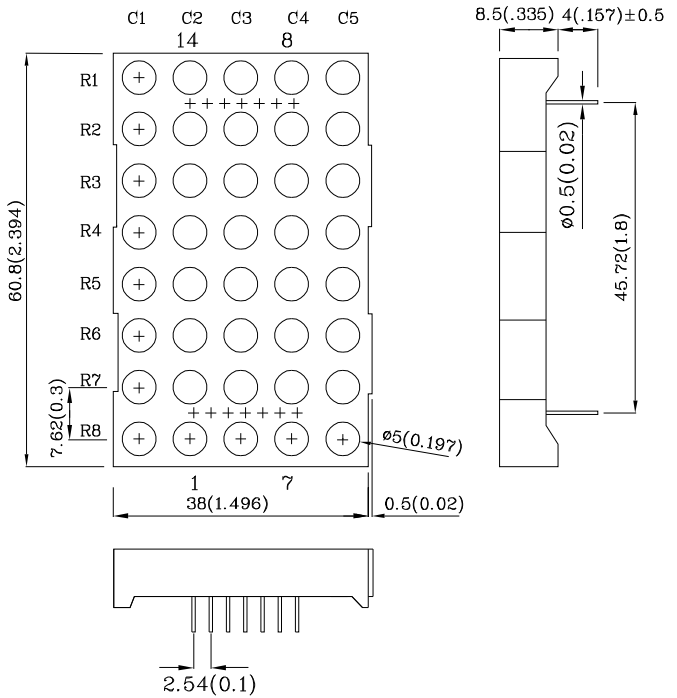 C1 C2 C3 C4 C5
14 8
8.5(.335) 4(.157)±0.5
R1
R2
R3
R4
R5
R6
R7
R8
60.8(2.394)
7.62(0.3)
ø0.5(0.02)
45.72(1.8)
ø5(0.197)
1 7
38(1.496)
0.5(0.02)
2.54(0.1)